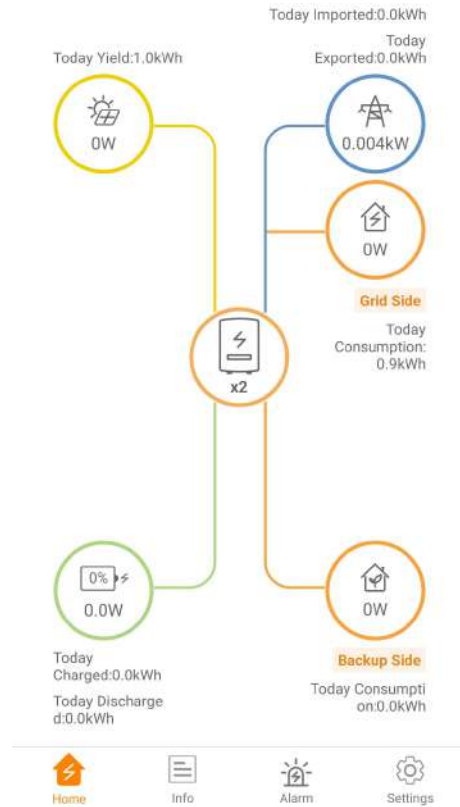 Today Imported:0.0kWh
Today
Exported:0.0kWh
Today Yield:1.0kWh
0W
0.004kW
0W
Grid Side
Today
Consumption:
0.9kWh
x2
0%
0.0W
0W
Today
Charged:0.0kWh
Today Discharge
d:0.0kWh
Backup Side
Today Consumpti
on:0.0kWh
Home
Info
Alarm
Settings